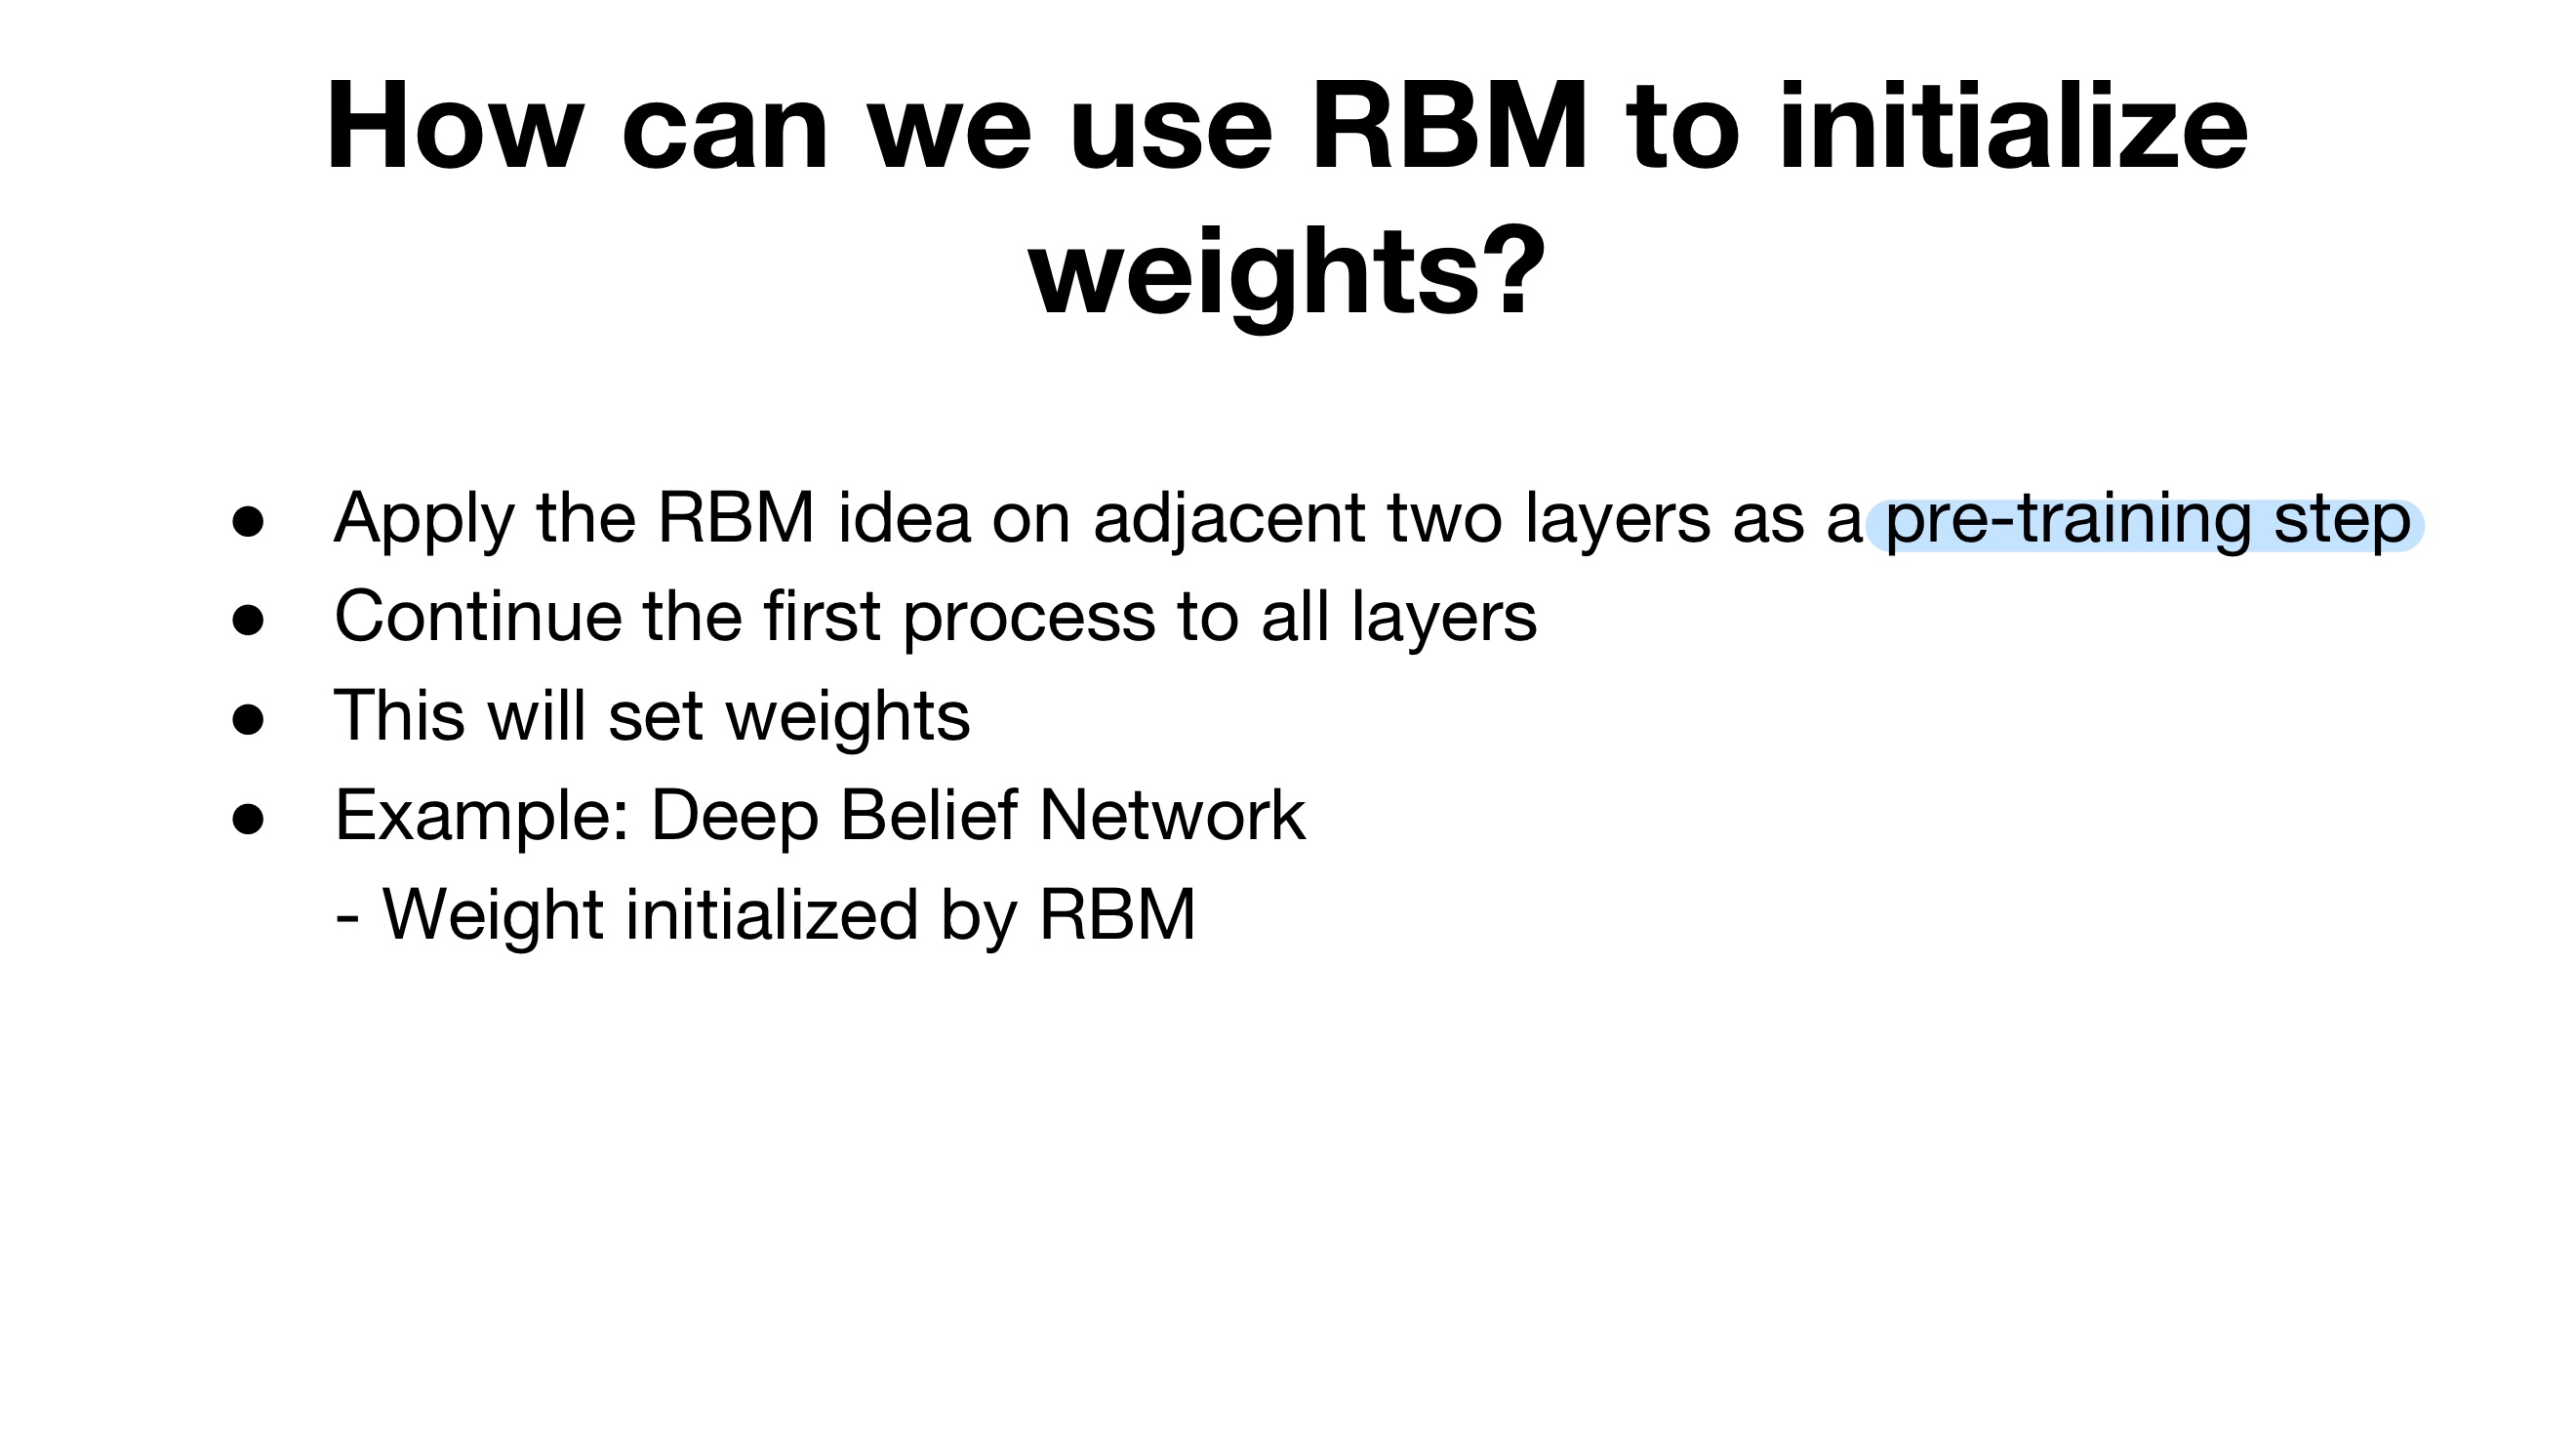 How can we use RBM to initialize
weights?
● Apply the RBM idea on adjacent two layers as a pre-training step
● Continue the first process to all layers
● This will set weights
● Example: Deep Belief Network
- Weight initialized by RBM